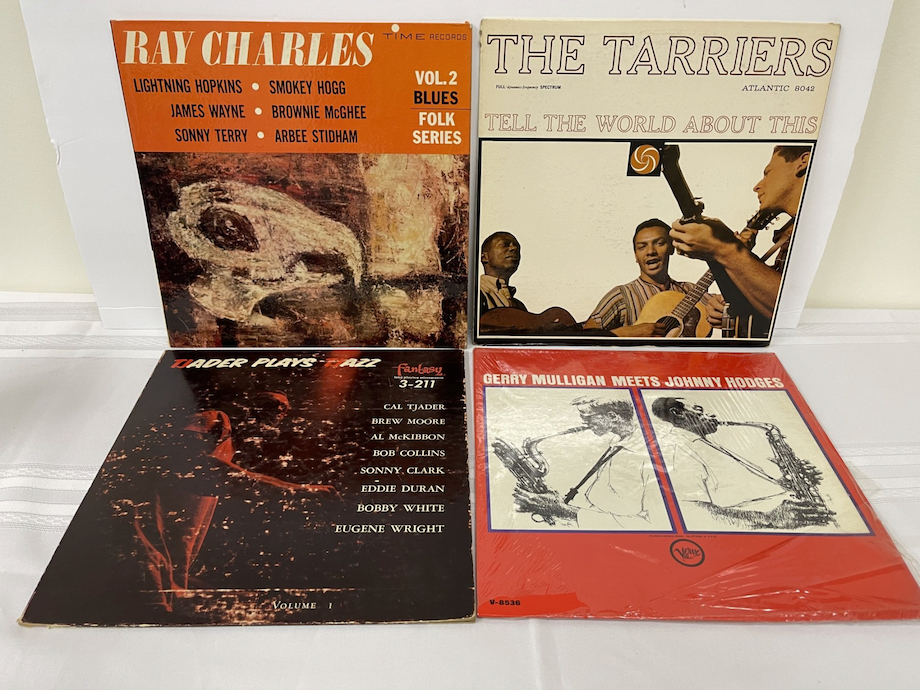 RAY CHARLES
TIME RECORDS
LIGHTNING HOPKINS • SMOKEY HOGG
JAMES WAYNE • BROWNIE McGHEE
SONNY TERRY • ARBEE STIDHAM
VOL. 2
BLUES
FOLK
SERIES
THE TARRIERS
FULL dynamics-frequency SPECTRUM
ATLANTIC 8042
TELL THE WORLD ABOUT THIS
TJADER PLAYS TJAZZ
Fantasy
3-211
CAL TJADER
BREW MOORE
AL McKIBBON
BOB COLLINS
SONNY CLARK
EDDIE DURAN
BOBBY WHITE
EUGENE WRIGHT
VOLUME 1
GERRY MULLIGAN MEETS JOHNNY HODGES
Verve
V-8536